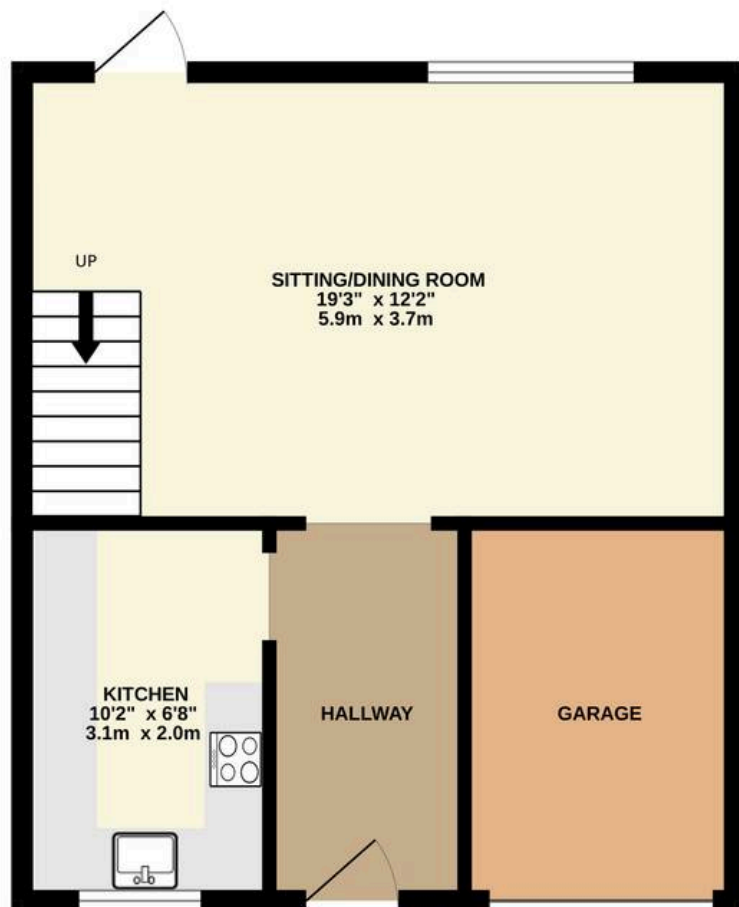 UP
SITTING/DINING ROOM
19'3" x 12'2"
5.9m x 3.7m
KITCHEN
10'2" x 6'8"
3.1m x 2.0m
HALLWAY
GARAGE